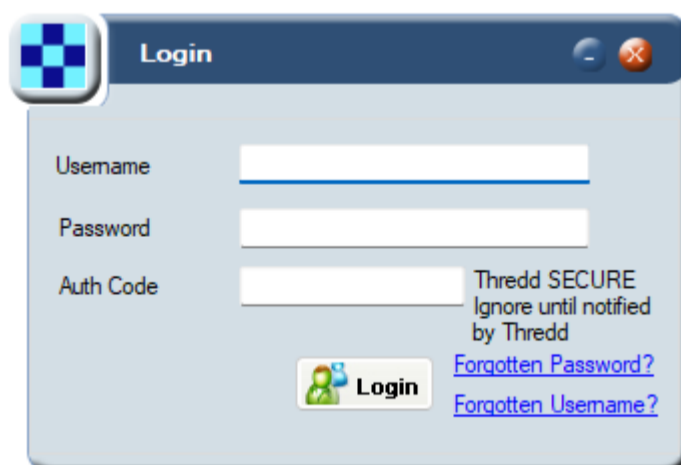 Login
Username
Password
Auth Code
Thredd SECURE
Ignore until notified
by Thredd
Login
Forgotten Password?
Forgotten Username?